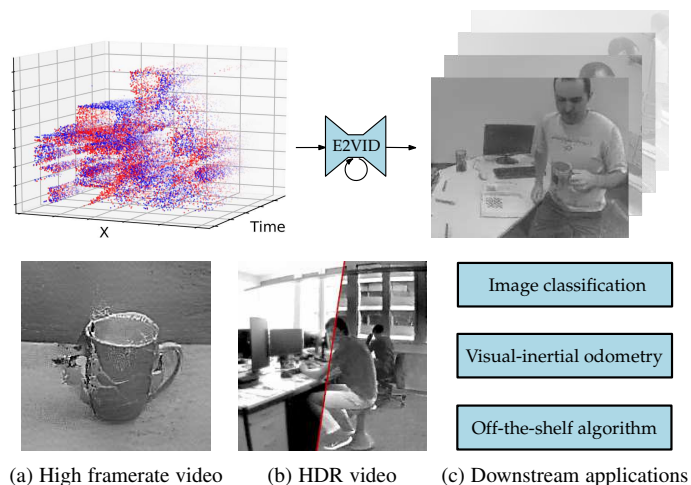 E2VID
X
Time
Image classification
Visual-inertial odometry
Off-the-shelf algorithm
(a) High framerate video
(b) HDR video
(c) Downstream applications